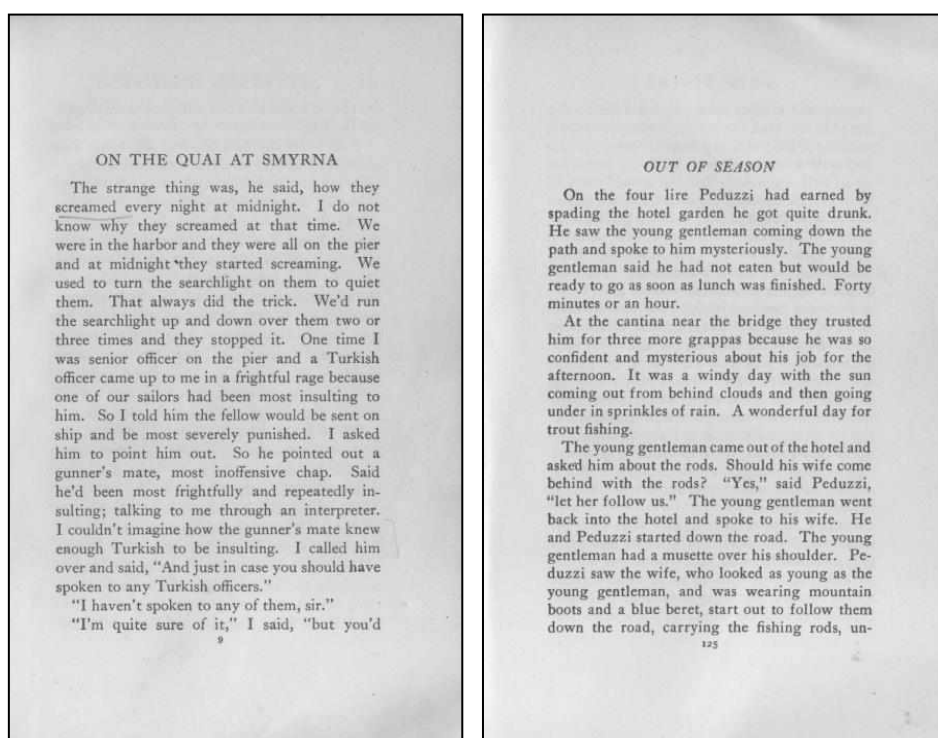 ON THE QUAI AT SMYRNA
The strange thing was, he said, how they
screamed every night at midnight. I do not
know why they screamed at that time. We
were in the harbor and they were all on the pier
and at midnight they started screaming. We
used to turn the searchlight on them to quiet
them. That always did the trick. We'd run
the searchlight up and down over them two or
three times and they stopped it. One time I
was senior officer on the pier and a Turkish
officer came up to me in a frightful rage because
one of our sailors had been most insulting to
him. So I told him the fellow would be sent on
ship and be most severely punished. I asked
him to point him out. So he pointed out a
gunner's mate, most inoffensive chap. Said
he'd been most frightfully and repeatedly in-
sulting; talking to me through an interpreter.
I couldn't imagine how the gunner's mate knew
enough Turkish to be insulting. I called him
over and said, "And just in case you should have
spoken to any Turkish officers."
"I haven't spoken to any of them, sir."
"I'm quite sure of it," I said, "but you'd
9
OUT OF SEASON
On the four lire Peduzzi had earned by
spading the hotel garden he got quite drunk.
He saw the young gentleman coming down the
path and spoke to him mysteriously. The young
gentleman said he had not eaten but would be
ready to go as soon as lunch was finished. Forty
minutes or an hour.
At the cantina near the bridge they trusted
him for three more grappas because he was so
confident and mysterious about his job for the
afternoon. It was a windy day with the sun
coming out from behind clouds and then going
under in sprinkles of rain. A wonderful day for
trout fishing.
The young gentleman came out of the hotel and
asked him about the rods. Should his wife come
behind with the rods? "Yes," said Peduzzi,
"let her follow us." The young gentleman went
back into the hotel and spoke to his wife. He
and Peduzzi started down the road. The young
gentleman had a musette over his shoulder. Pe-
duzzi saw the wife, who looked as young as the
young gentleman, and was wearing mountain
boots and a blue beret, start out to follow them
down the road, carrying the fishing rods, un-
125